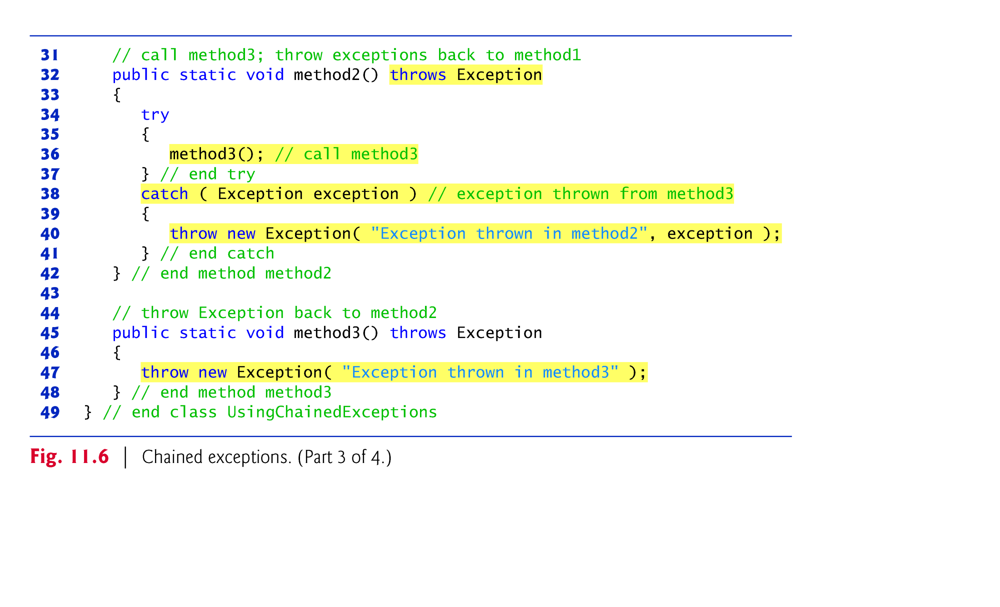 31 // call method3; throw exceptions back to method1
32 public static void method2() throws Exception
33 {
34 try
35 {
36 method3(); // call method3
37 } // end try
38 catch ( Exception exception ) // exception thrown from method3
39 {
40 throw new Exception( "Exception thrown in method2", exception );
41 } // end catch
42 } // end method method2
43
44 // throw Exception back to method2
45 public static void method3() throws Exception
46 {
47 throw new Exception( "Exception thrown in method3" );
48 } // end method method3
49 } // end class UsingChainedExceptions
Fig. 11.6 | Chained exceptions. (Part 3 of 4.)